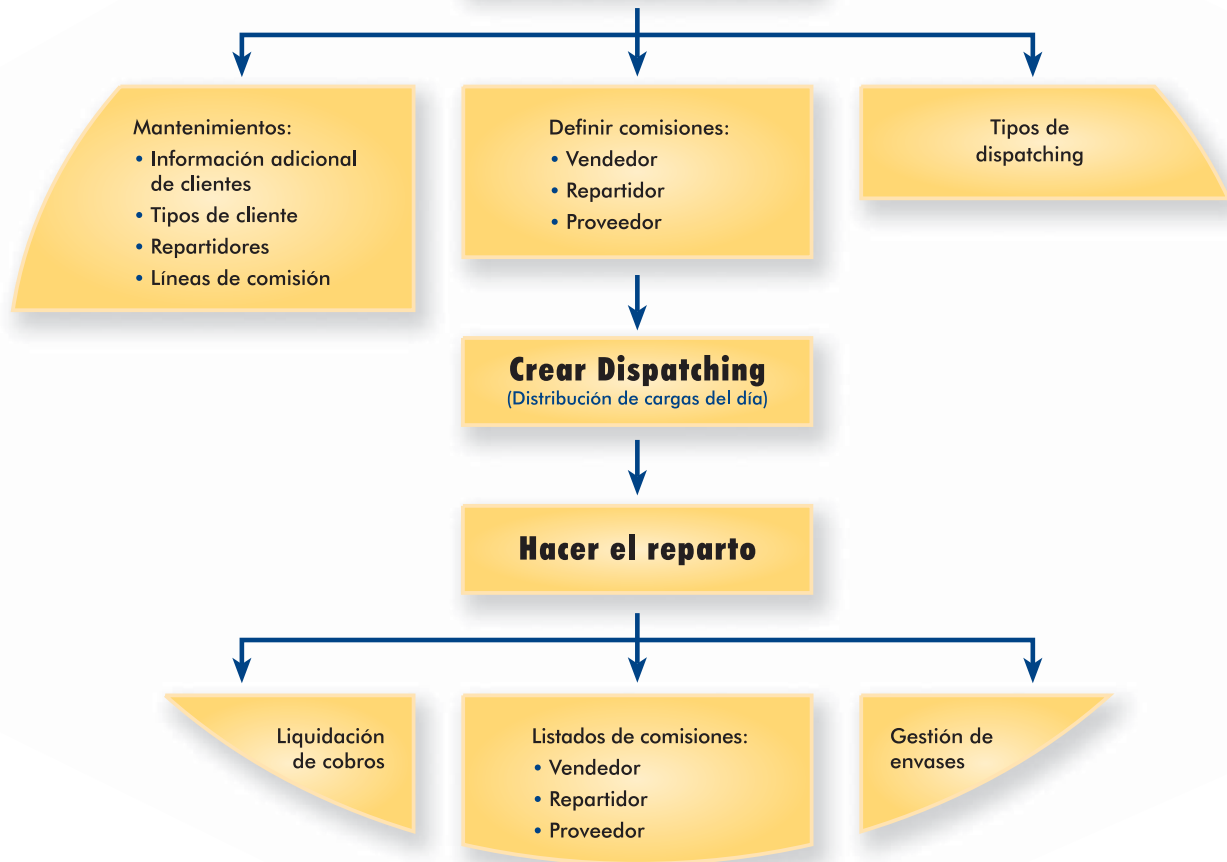 Mantenimientos:
• Información adicional
de clientes
• Tipos de cliente
• Repartidores
• Líneas de comisión
Definir comisiones:
• Vendedor
• Repartidor
• Proveedor
Tipos de
dispatching
Crear Dispatching
(Distribución de cargas del día)
Hacer el reparto
Liquidación
de cobros
Listados de comisiones:
• Vendedor
• Repartidor
• Proveedor
Gestión de
envases